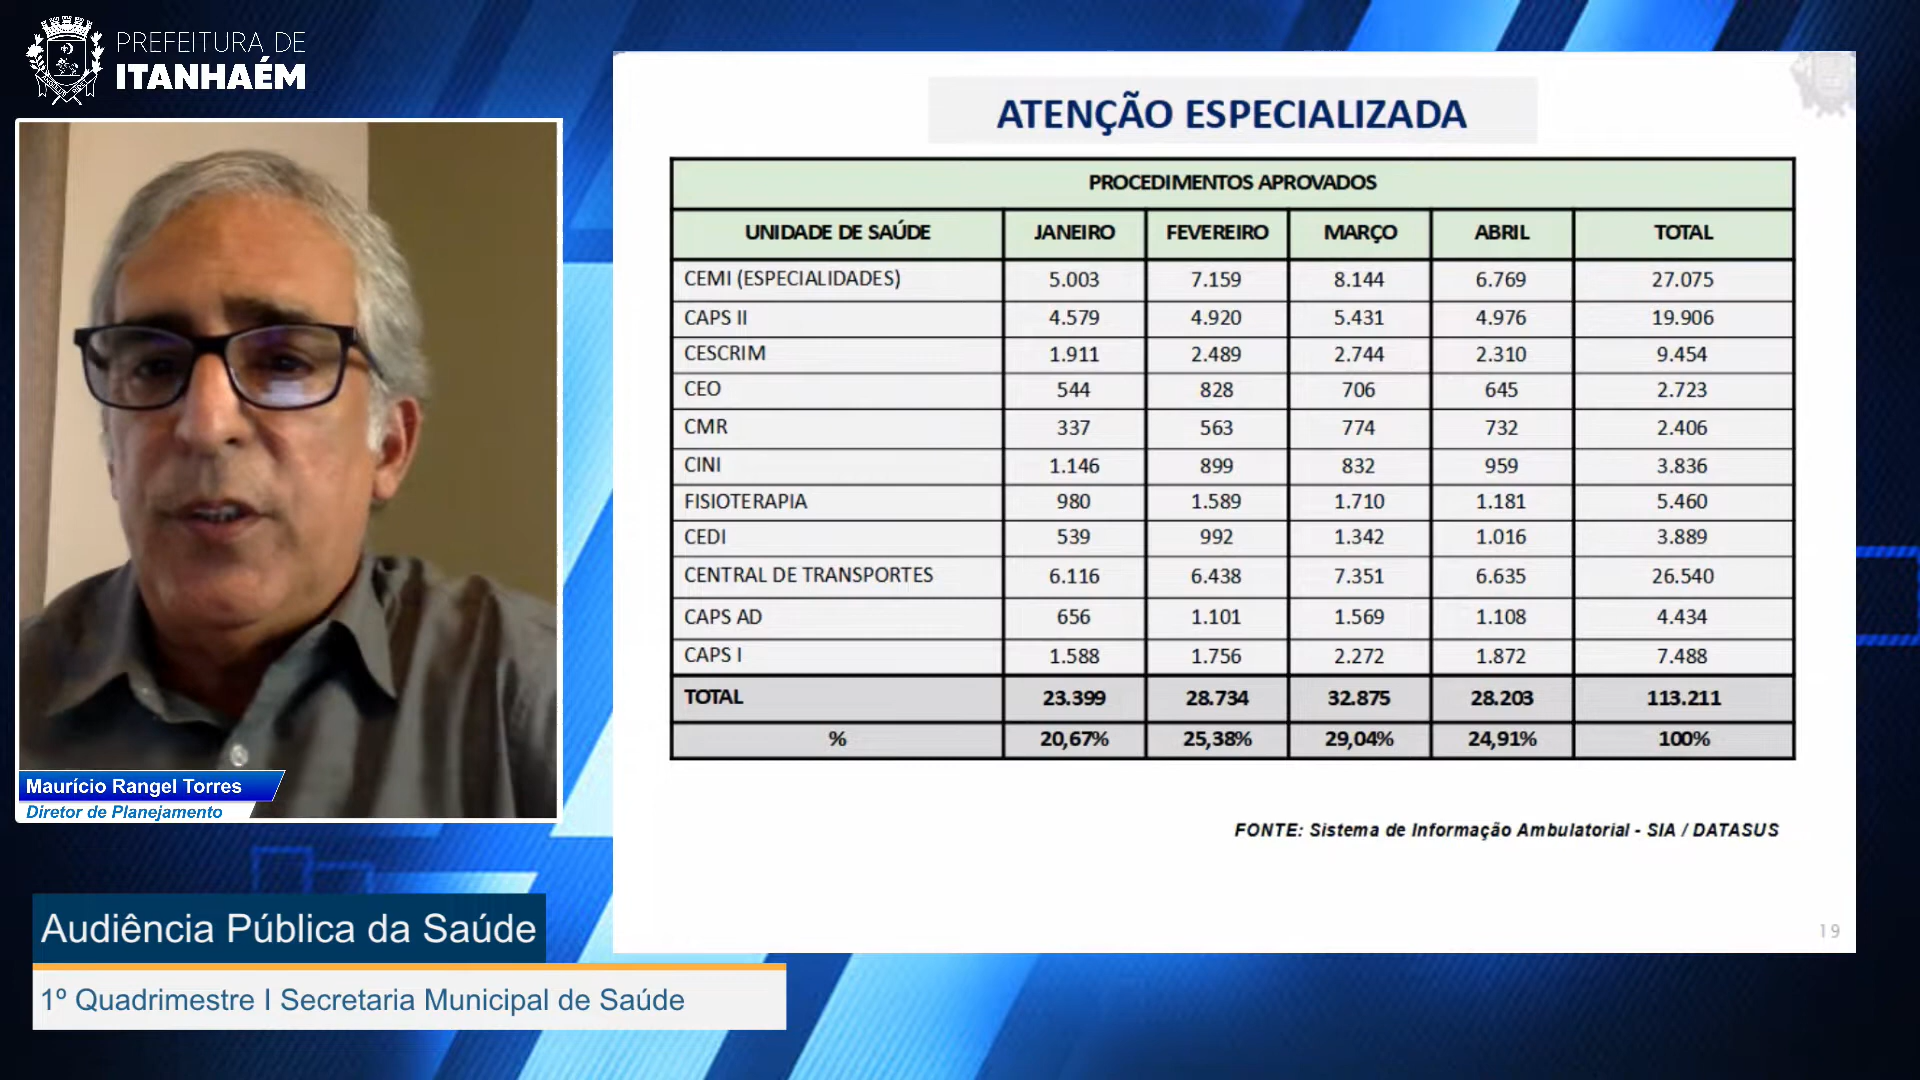 PREFEITURA DE
ITANHAÉM
ATENÇÃO ESPECIALIZADA
PROCEDIMENTOS APROVADOS
UNIDADE DE SAÚDE JANEIRO FEVEREIRO MARÇO ABRIL TOTAL
CEMI (ESPECIALIDADES) 5.003 7.159 8.144 6.769 27.075
CAPS II 4.579 4.920 5.431 4.976 19.906
CESCRIM 1.911 2.489 2.744 2.310 9.454
CEO 544 828 706 645 2.723
CMR 337 563 774 732 2.406
CINI 1.146 899 832 959 3.836
FISIOTERAPIA 980 1.589 1.710 1.181 5.460
CEDI 539 992 1.342 1.016 3.889
CENTRAL DE TRANSPORTES 6.116 6.438 7.351 6.635 26.540
CAPS AD 656 1.101 1.569 1.108 4.434
CAPS I 1.588 1.756 2.272 1.872 7.488
TOTAL 23.399 28.734 32.875 28.203 113.211
% 20,67% 25,38% 29,04% 24,91% 100%
FONTE: Sistema de Informação Ambulatorial - SIA / DATASUS
19
Maurício Rangel Torres
Diretor de Planejamento
Audiência Pública da Saúde
1º Quadrimestre I Secretaria Municipal de Saúde